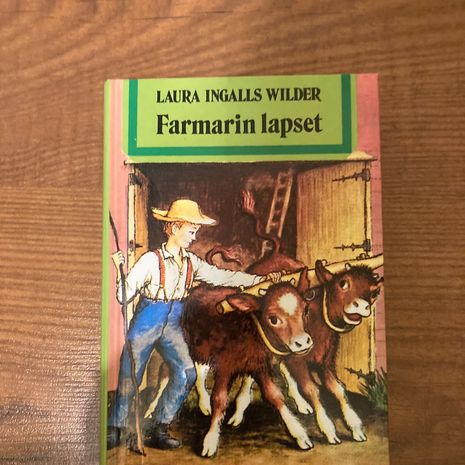 LAURA INGALLS WILDER
Farmarin lapset